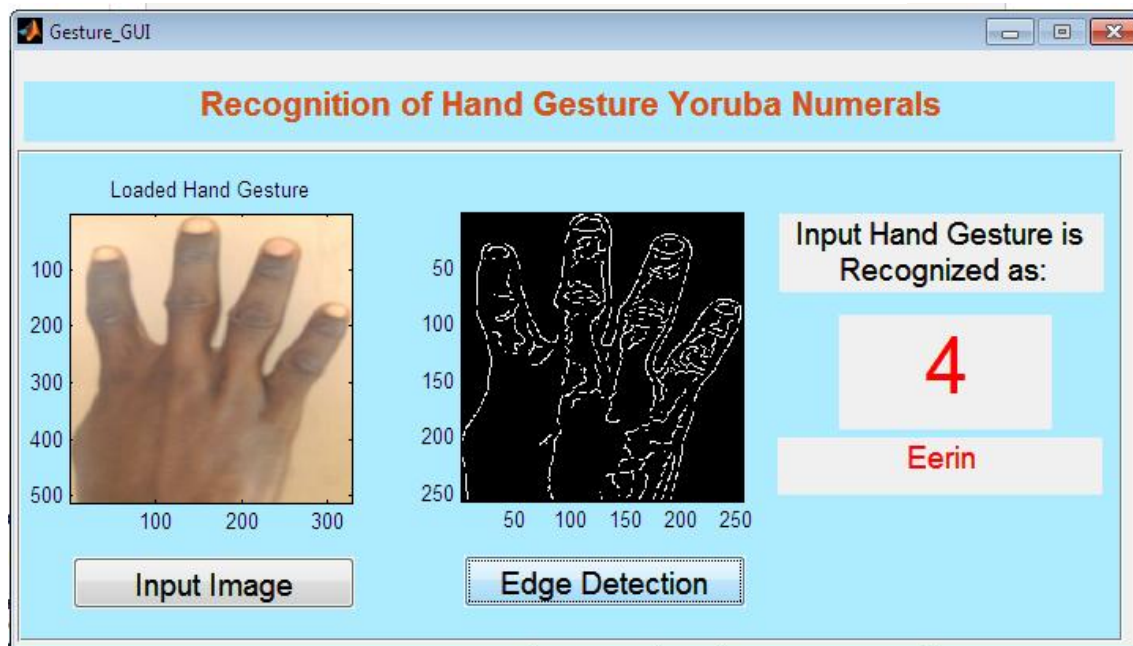 Gesture_GUI
Recognition of Hand Gesture Yoruba Numerals
Loaded Hand Gesture
100
200
300
400
500
100 200 300
50
100
150
200
250
50 100 150 200 250
Input Hand Gesture is
Recognized as:
4
Eerin
Input Image
Edge Detection